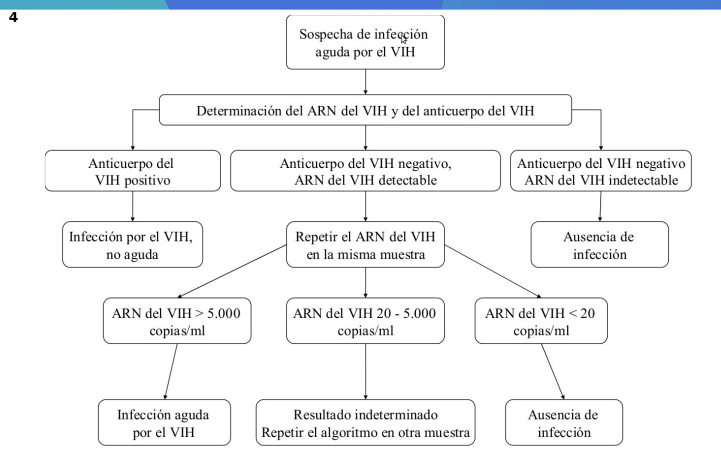 4
Sospecha de infección
aguda por el VIH
Determinación del ARN del VIH y del anticuerpo del VIH
Anticuerpo del
VIH positivo
Anticuerpo del VIH negativo,
ARN del VIH detectable
Anticuerpo del VIH negativo
ARN del VIH indetectable
Infección por el VIH,
no aguda
Repetir el ARN del VIH
en la misma muestra
Ausencia de
infección
ARN del VIH > 5.000
copias/ml
ARN del VIH 20 - 5.000
copias/ml
ARN del VIH < 20
copias/ml
Infección aguda
por el VIH
Resultado indeterminado
Repetir el algoritmo en otra muestra
Ausencia de
infección